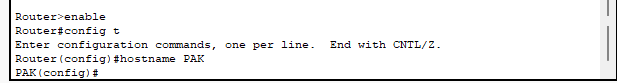 Router>enable
Router#config t
Enter configuration commands, one per line.  End with CNTL/Z.
Router(config)#hostname PAK
PAK(config)#